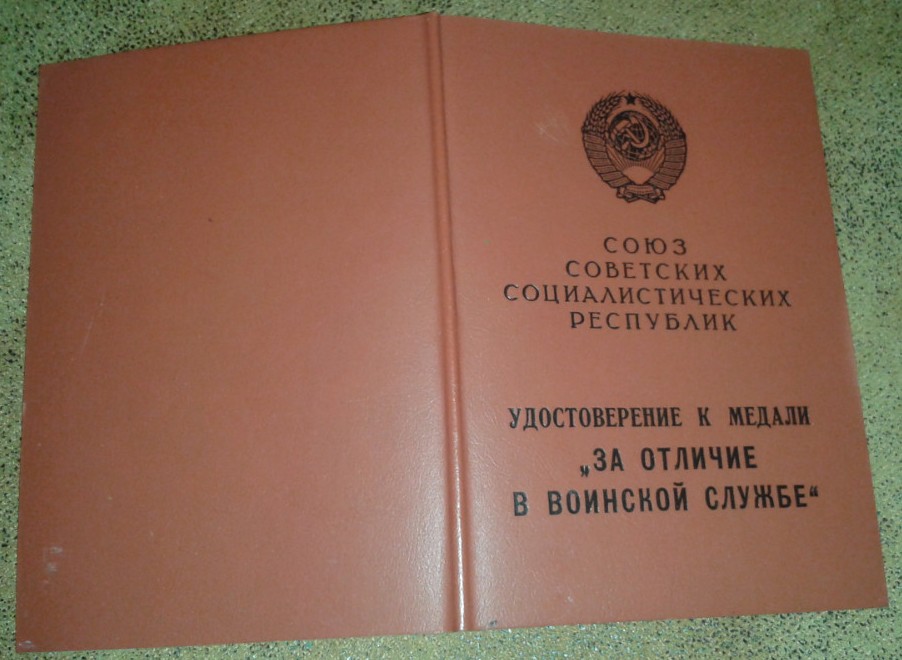 СОЮЗ
СОВЕТСКИХ
СОЦИАЛИСТИЧЕСКИХ
РЕСПУБЛИК
УДОСТОВЕРЕНИЕ К МЕДАЛИ
„ЗА ОТЛИЧИЕ
В ВОИНСКОЙ СЛУЖБЕ“